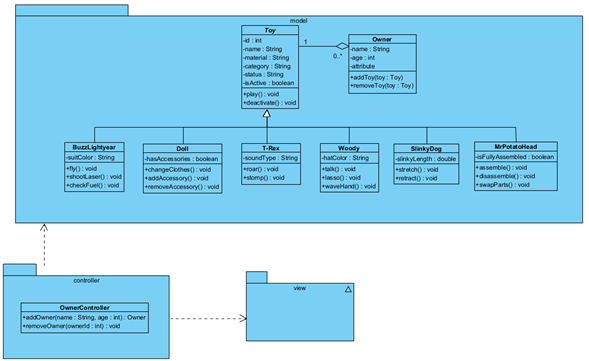 model
Toy
-id : int
-name : String
-material : String
-category : String
-status : String
-isActive : boolean
+play() : void
+deactivate() : void
1
0..*
Owner
-name : String
-age : int
-attribute
+addToy(toy : Toy)
+removeToy(toy : Toy)
BuzzLightyear
-suitColor : String
+fly() : void
+shootLaser() : void
+checkFuel() : void
Doll
-hasAccessories : boolean
+changeClothes() : void
+addAccessory() : void
+removeAccessory() : void
T-Rex
-soundType : String
+roar() : void
+stomp() : void
Woody
-hatColor : String
+talk() : void
+lasso() : void
+waveHand() : void
SlinkyDog
-slinkyLength : double
+stretch() : void
+retract() : void
MrPotatoHead
-isFullyAssembled : boolean
+assemble() : void
+disassemble() : void
+swapParts() : void
controller
OwnerController
+addOwner(name : String, age : int) : Owner
+removeOwner(ownerId : int) : void
view